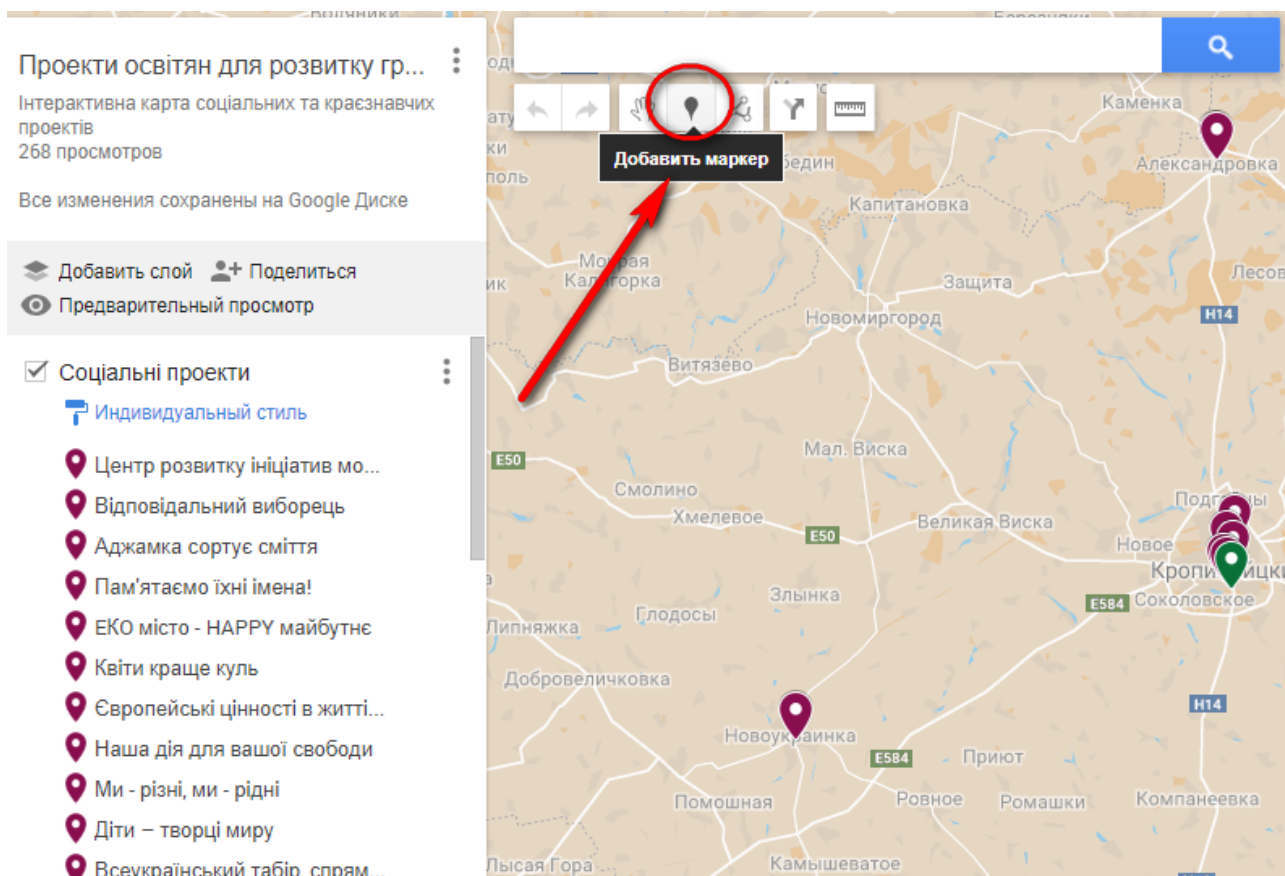 Проекти освітян для розвитку гр...
Інтерактивна карта соціальних та краєзнавчих
проектів
268 просмотров
Все изменения сохранены на Google Диске
Добавить слой Поделиться
Предварительный просмотр
Соціальні проекти
Индивидуальный стиль
Центр розвитку ініціатив мо...
Відповідальний виборець
Аджамка сортує сміття
Пам'ятаємо їхні імена!
ЕКО місто - HAPPY майбутнє
Квіти краще куль
Європейські цінності в житті...
Наша дія для вашої свободи
Ми - різні, ми - рідні
Діти – творці миру
Всеукраїнський табір, спрям...
Добавить маркер
Каменка
Александровка
Капитановка
Защита
Новомиргород
H14
Витязево
Мал. Виска
E50
Смолино
Хмелевое
E50
Великая Виска
Новое
Злынка
E584
Соколовское
Глодосы
Липняжка
Добровеличковка
H14
Новоукраинка
E584
Приют
Помошная
Ровное
Ромашки
Компанеевка
Лысая Гора
Камышеватое